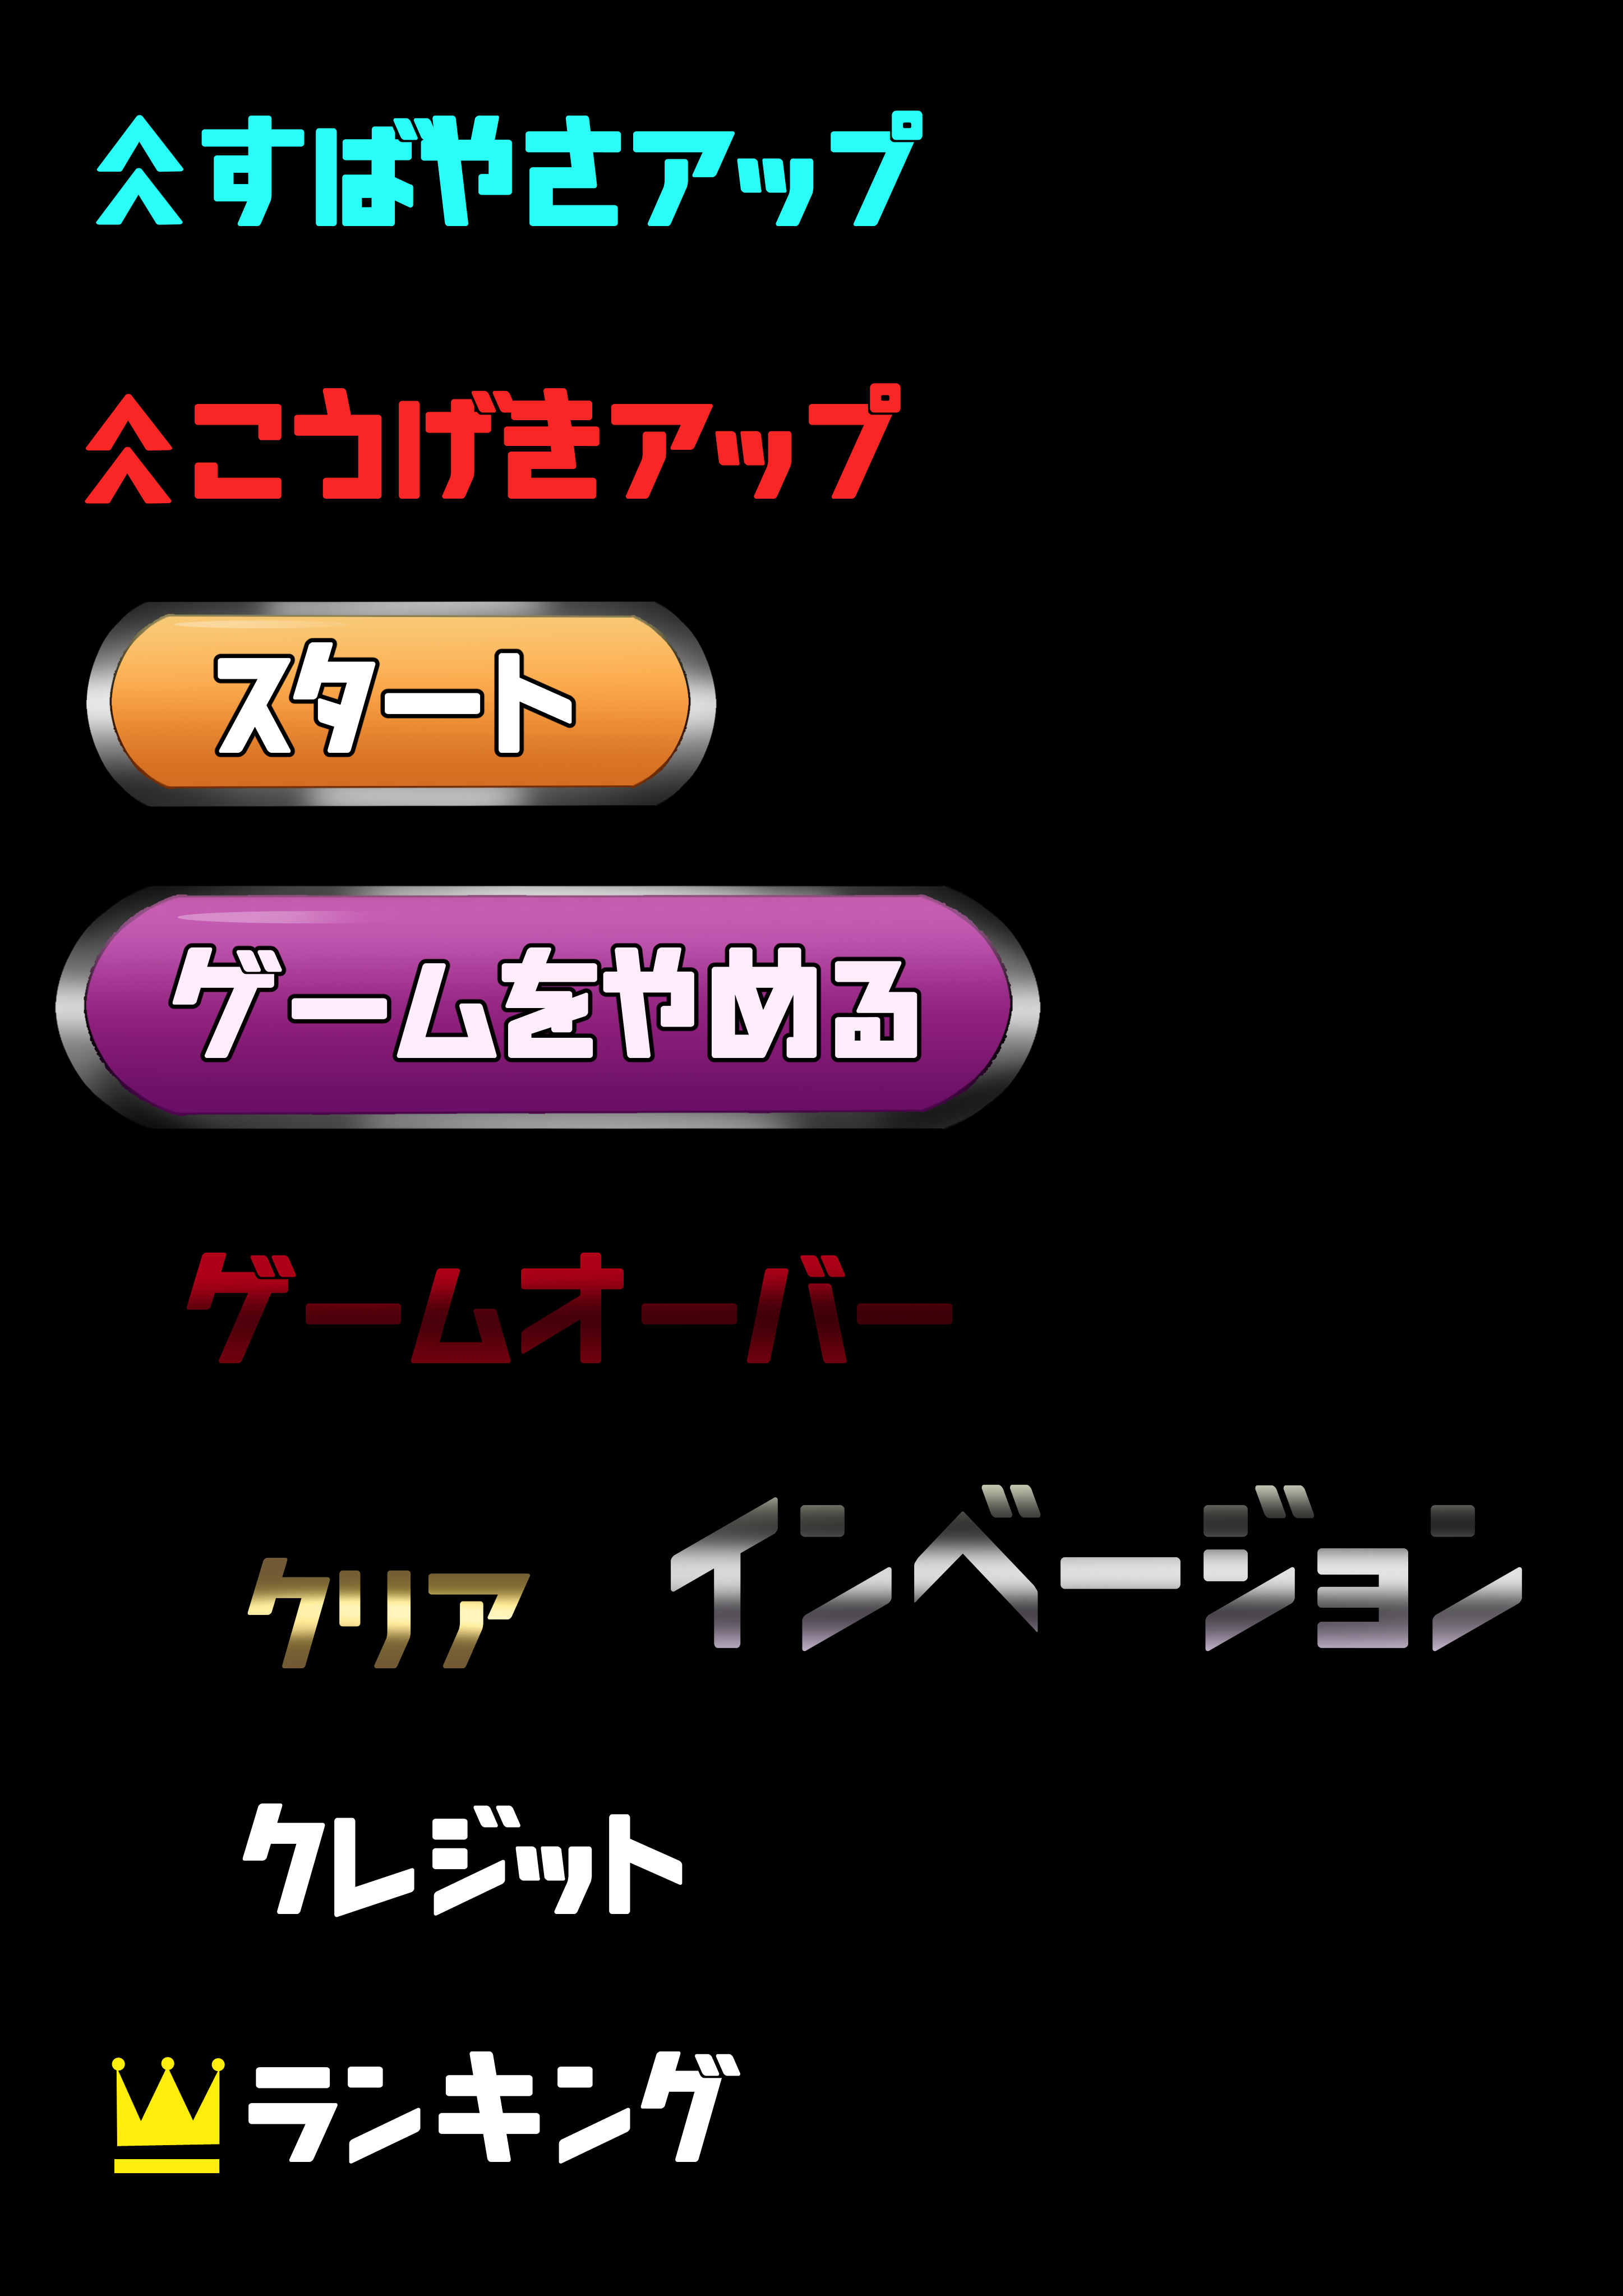 すばやさアップ
こうげきアップ
スタート
ゲームをやめる
ゲームオーバー
インベージョン
クリア
クレジット
ランキング